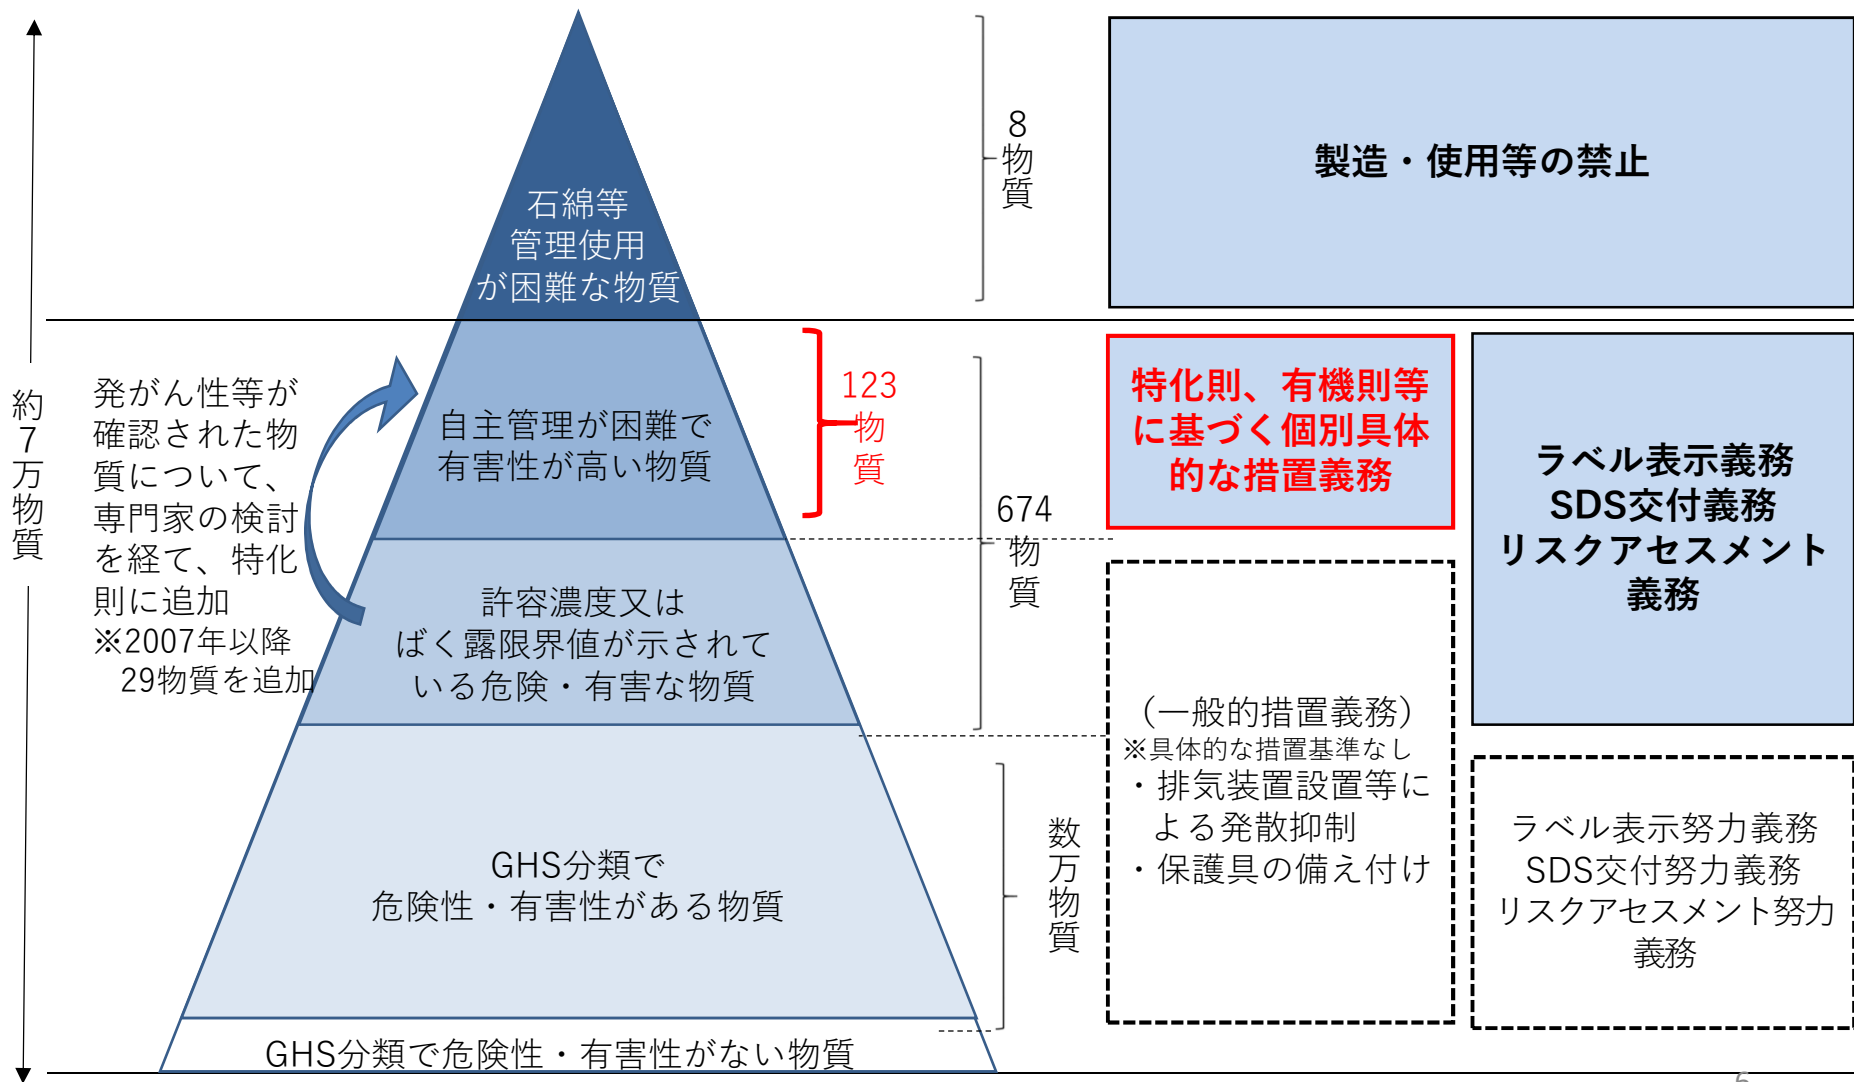 約７万物質
発がん性等が
確認された物
質について、
専門家の検討
を経て、特化
則に追加
※2007年以降
29物質を追加
石綿等
管理使用
が困難な物質
自主管理が困難で
有害性が高い物質
許容濃度又は
ばく露限界値が示されて
いる危険・有害な物質
GHS分類で
危険性・有害性がある物質
GHS分類で危険性・有害性がない物質
8物質
123
物質
674
物質
数万物質
製造・使用等の禁止
特化則、有機則等
に基づく個別具体
的な措置義務
（一般的措置義務）
※具体的な措置基準なし
・排気装置設置等に
よる発散抑制
・保護具の備え付け
ラベル表示義務
SDS交付義務
リスクアセスメント
義務
ラベル表示努力義務
SDS交付努力義務
リスクアセスメント努力
義務
6